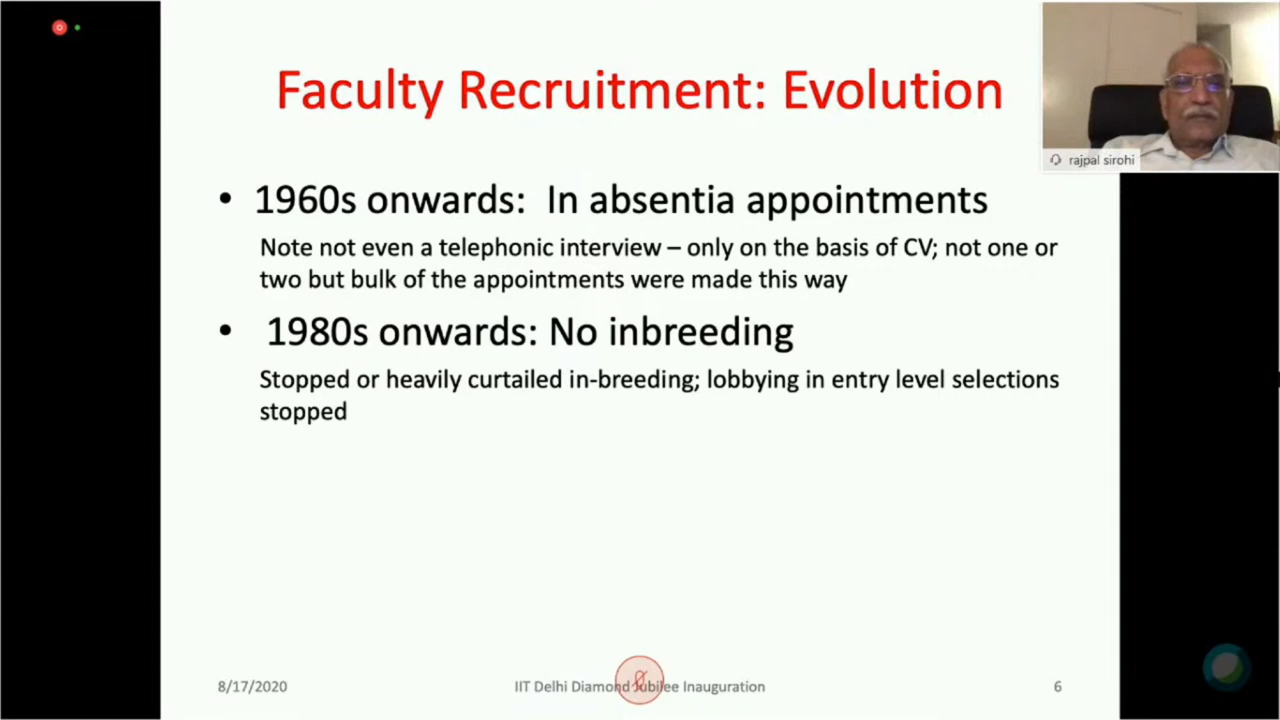 Faculty Recruitment: Evolution
rajpal sirohi
• 1960s onwards: In absentia appointments
Note not even a telephonic interview – only on the basis of CV; not one or
two but bulk of the appointments were made this way
• 1980s onwards: No inbreeding
Stopped or heavily curtailed in-breeding; lobbying in entry level selections
stopped
8/17/2020
IIT Delhi Diamond Jubilee Inauguration
6